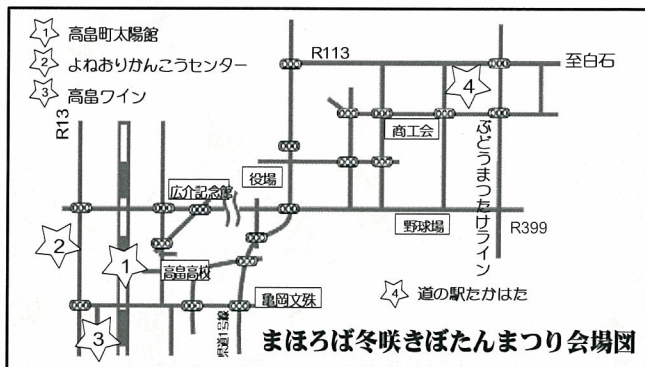 1 高畠町太陽館
2 よねおりかんこうセンター
3 高畠ワイン
R13
R113
至白石
4
商工会
ぶどうまつたけライン
役場
広介記念館
野球場
R399
2
1
高畠高校
亀岡文殊
3
県道1号線
4 道の駅たかはた
まほろば冬咲きぼたんまつり会場図